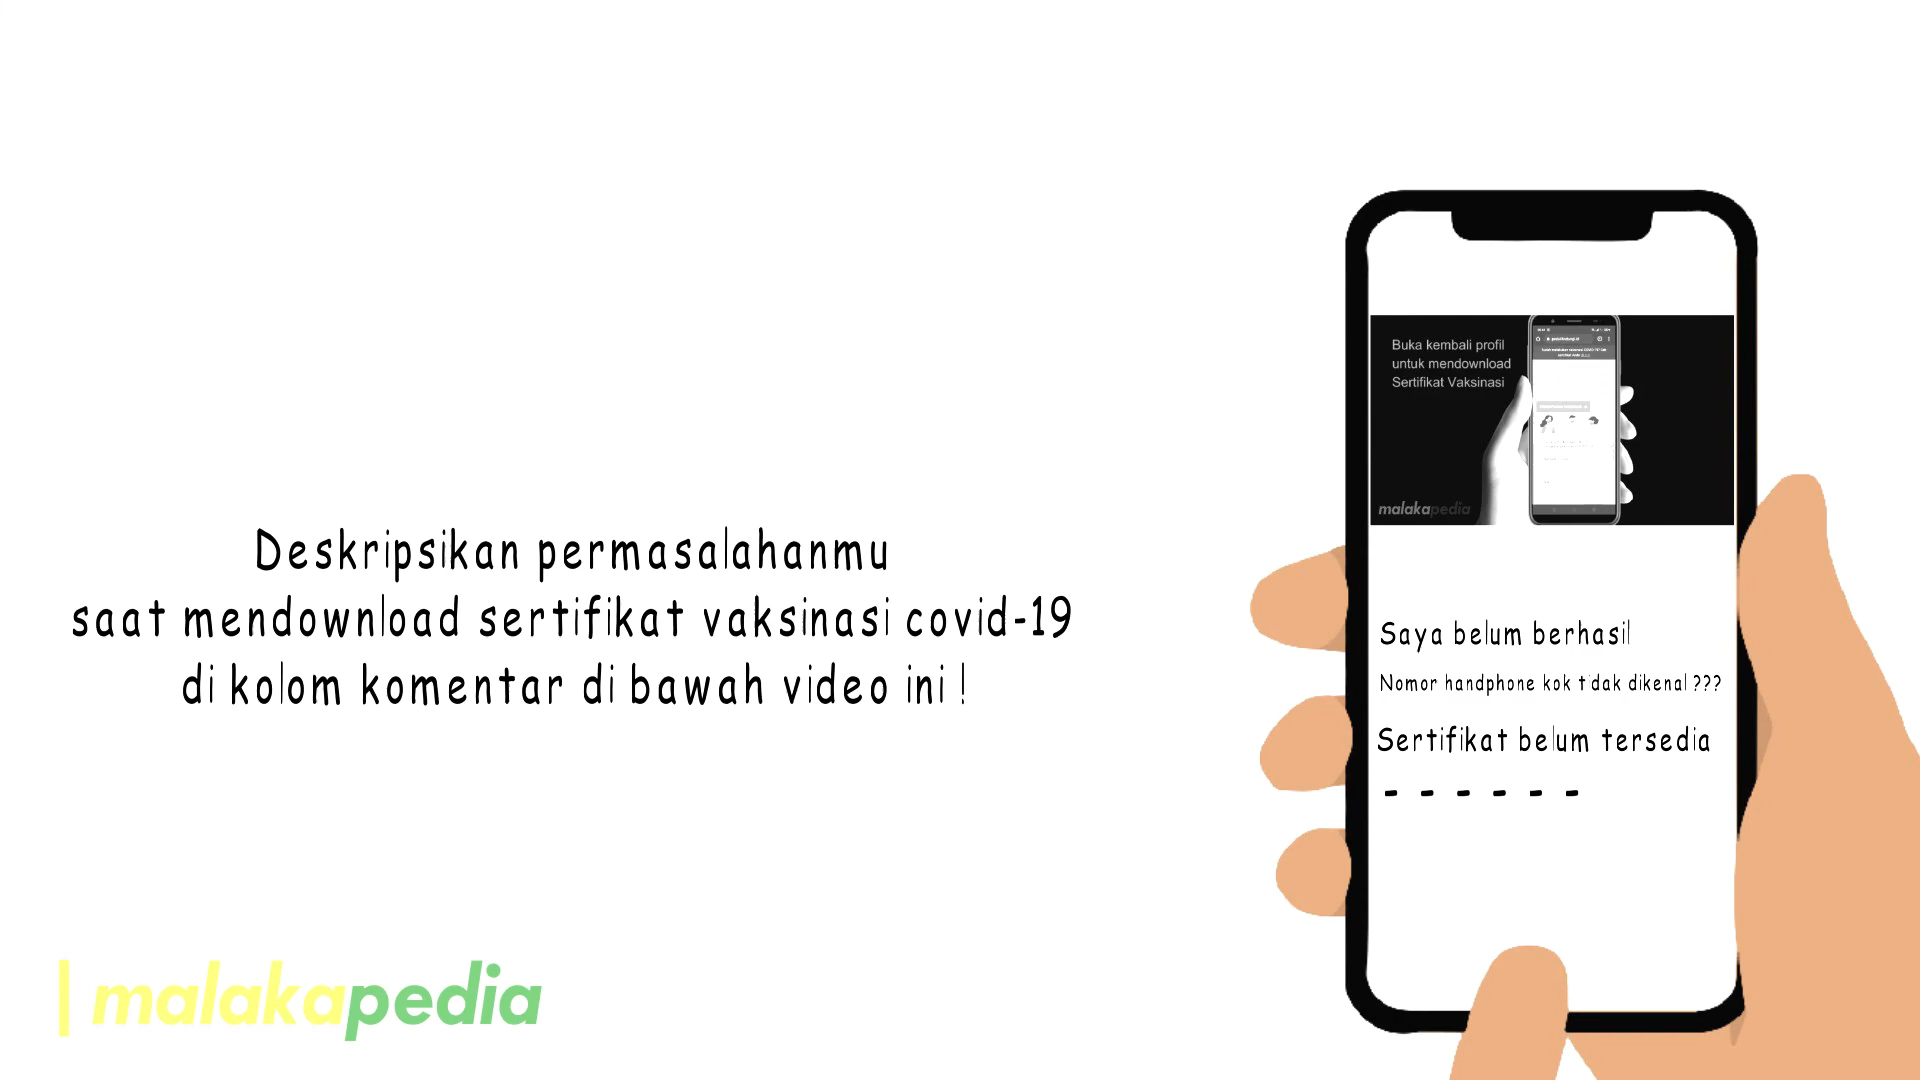 Deskripsikan permasalahanmu
saat mendownload sertifikat vaksinasi covid-19
di kolom komentar di bawah video ini !
| malakapedia
Buka kembali profil
untuk mendownload
Sertifikat Vaksinasi
malakapedia
Saya belum berhasil
Nomor handphone kok tidak dikenal ???
Sertifikat belum tersedia
- - - - - -